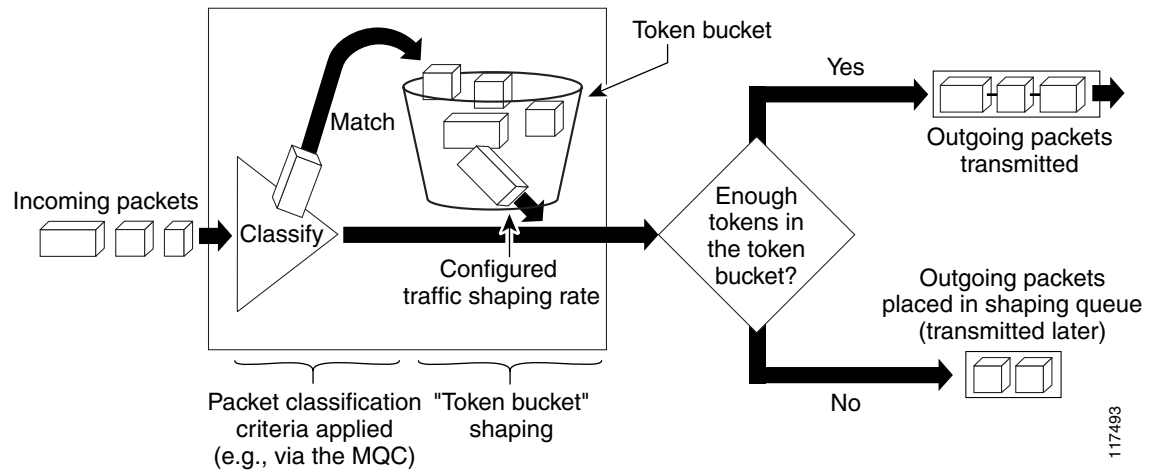 Token bucket
Match
Incoming packets
Classify
Configured
traffic shaping rate
Packet classification
criteria applied
(e.g., via the MQC)
"Token bucket"
shaping
Enough
tokens in
the token
bucket?
Yes
Outgoing packets
transmitted
Outgoing packets
placed in shaping queue
(transmitted later)
No
117493